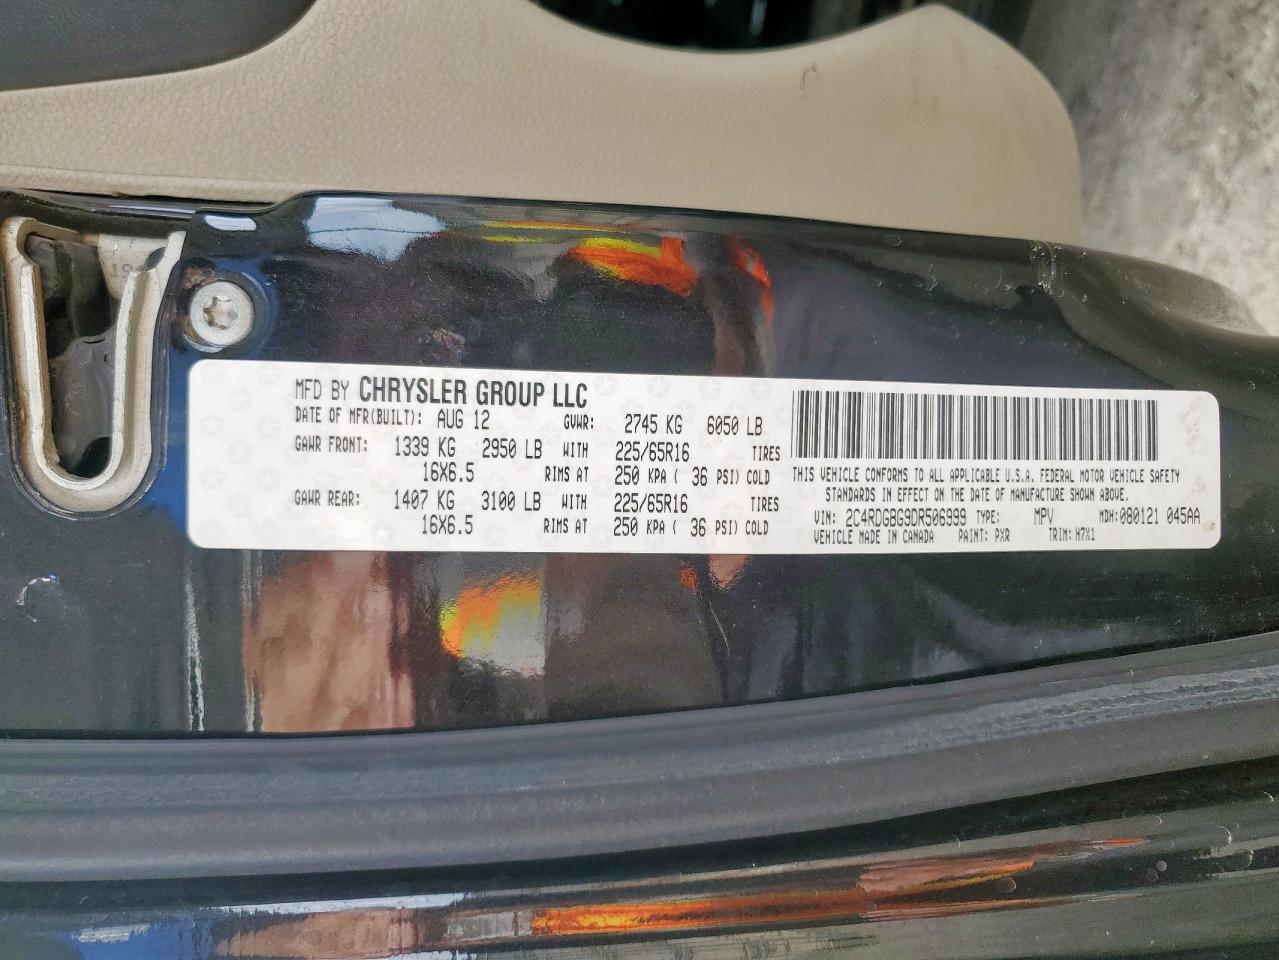 MFD BY CHRYSLER GROUP LLC
DATE OF MFR(BUILT): AUG 12 GVWR: 2745 KG 6050 LB
GAWR FRONT: 1339 KG 2950 LB WITH 225/65R16 TIRES
16X6.5 RIMS AT 250 KPA ( 36 PSI) COLD
GAWR REAR: 1407 KG 3100 LB WITH 225/65R16 TIRES
16X6.5 RIMS AT 250 KPA ( 36 PSI) COLD
THIS VEHICLE CONFORMS TO ALL APPLICABLE U.S.A. FEDERAL MOTOR VEHICLE SAFETY
STANDARDS IN EFFECT ON THE DATE OF MANUFACTURE SHOWN ABOVE.
VIN: 2C4RDGBG9DR506999 TYPE: MPV MDH:080121 045AA
VEHICLE MADE IN CANADA PAINT: PXR TRIM: H7X1